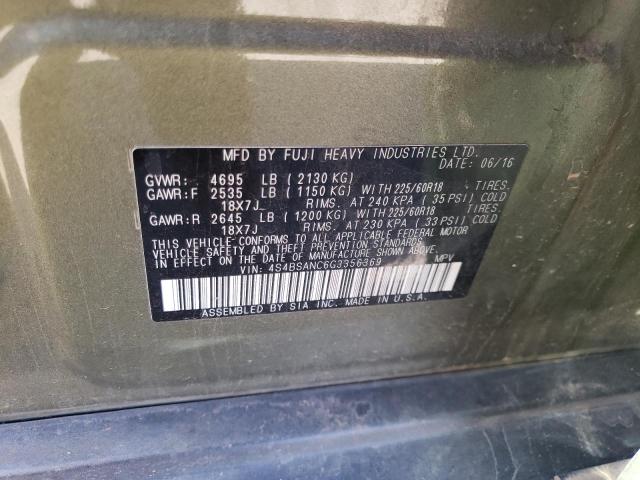 MFD BY FUJI HEAVY INDUSTRIES LTD.
DATE: 06/16
GVWR: 4695 LB (2130 KG)
GAWR:F 2535 LB (1150 KG) WITH 225/60R18 TIRES.
18X7J RIMS. AT 240 KPA (35 PSI) COLD
GAWR:R 2645 LB (1200 KG) WITH 225/60R18 TIRES.
18X7J RIMS. AT 230 KPA (33 PSI) COLD
THIS VEHICLE CONFORMS TO ALL APPLICABLE FEDERAL MOTOR
VEHICLE SAFETY AND THEFT PREVENTION STANDARDS
IN EFFECT ON THE DATE OF MANUFACTURE SHOWN ABOVE.
VIN: 4S4BSANC6G3356369 MPV
ASSEMBLED BY SIA INC. MADE IN U.S.A.